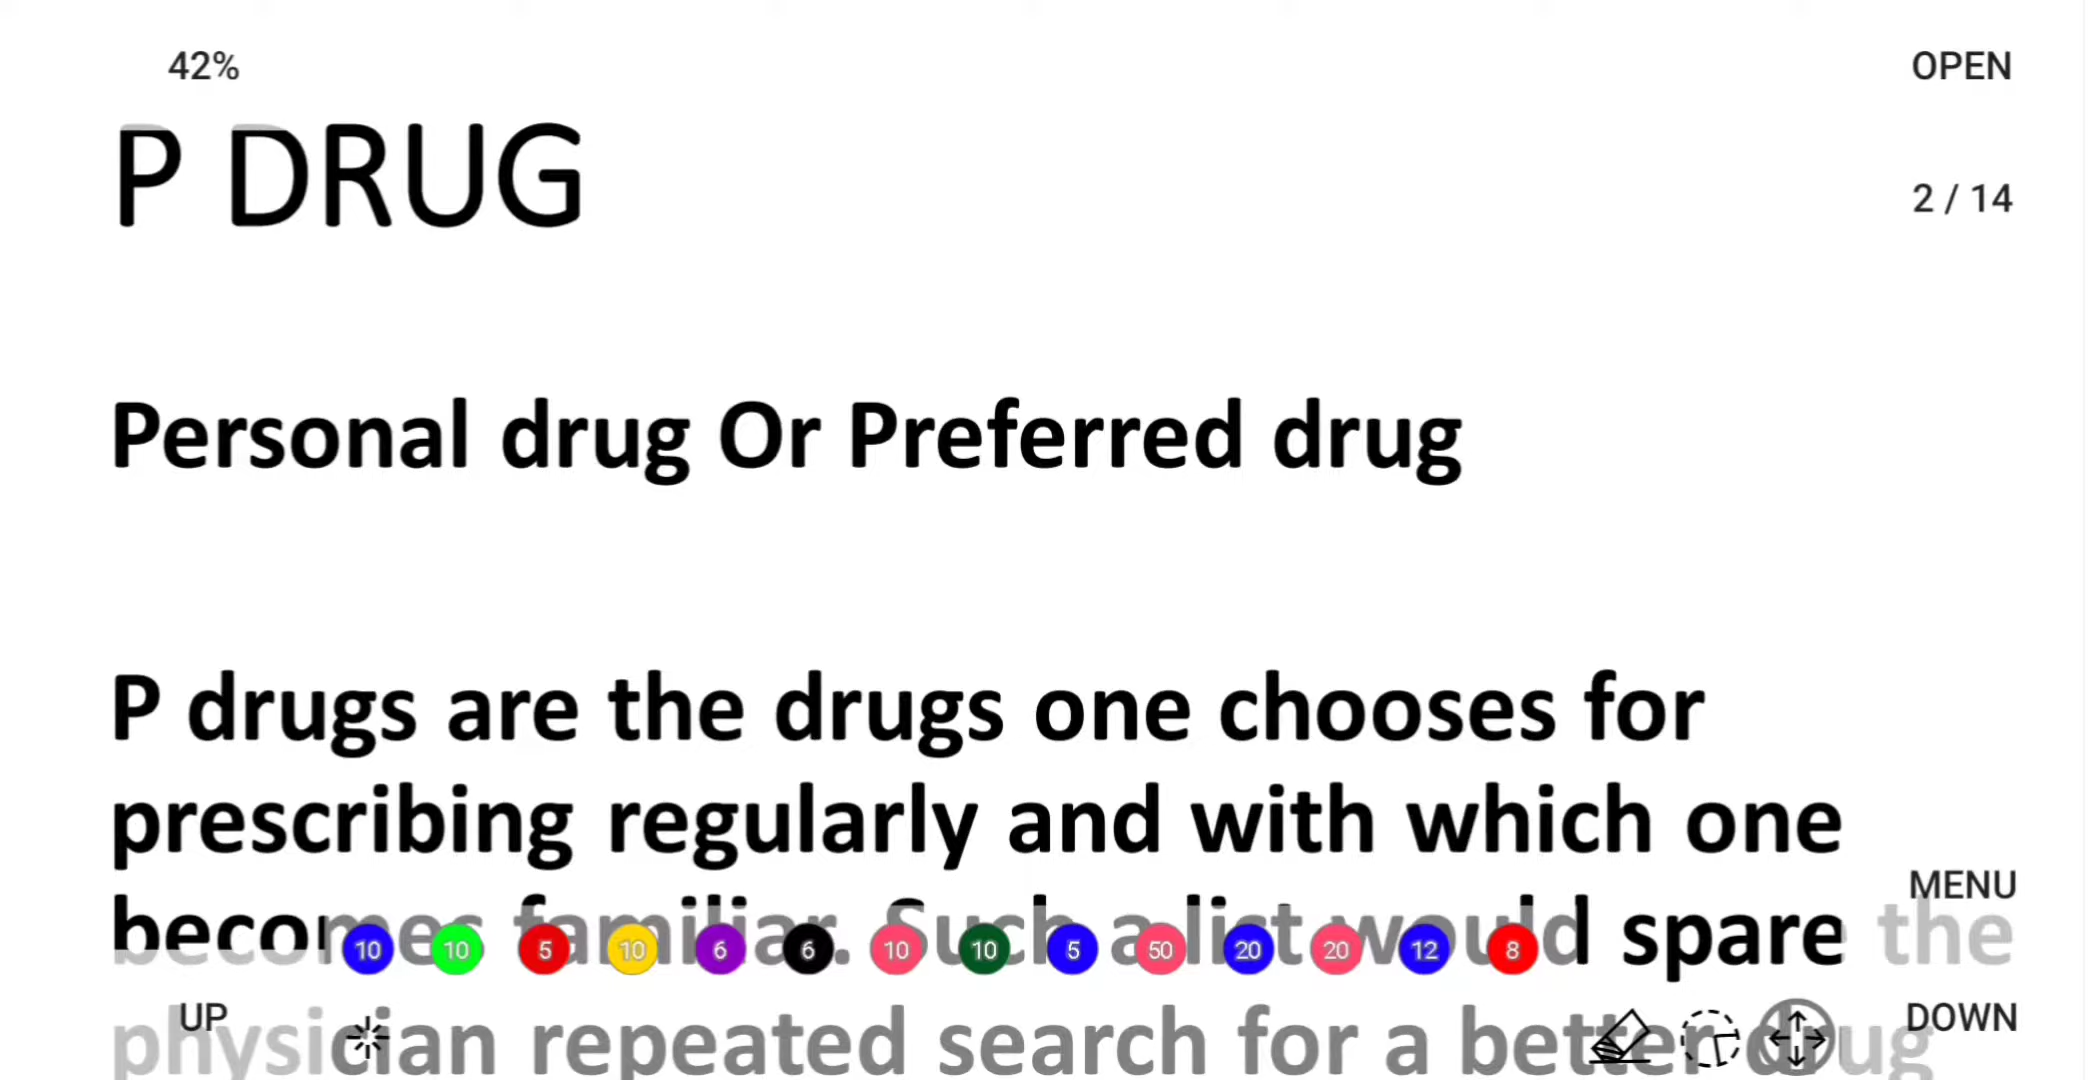 42%
OPEN
P DRUG
2 / 14
Personal drug Or Preferred drug
P drugs are the drugs one chooses for
prescribing regularly and with which one
MENU
becomes familiar. Such a list would spare the
10 10 5 10 6 6 10 10 5 50 20 20 12 8
UP
DOWN
physician repeated search for a better drug